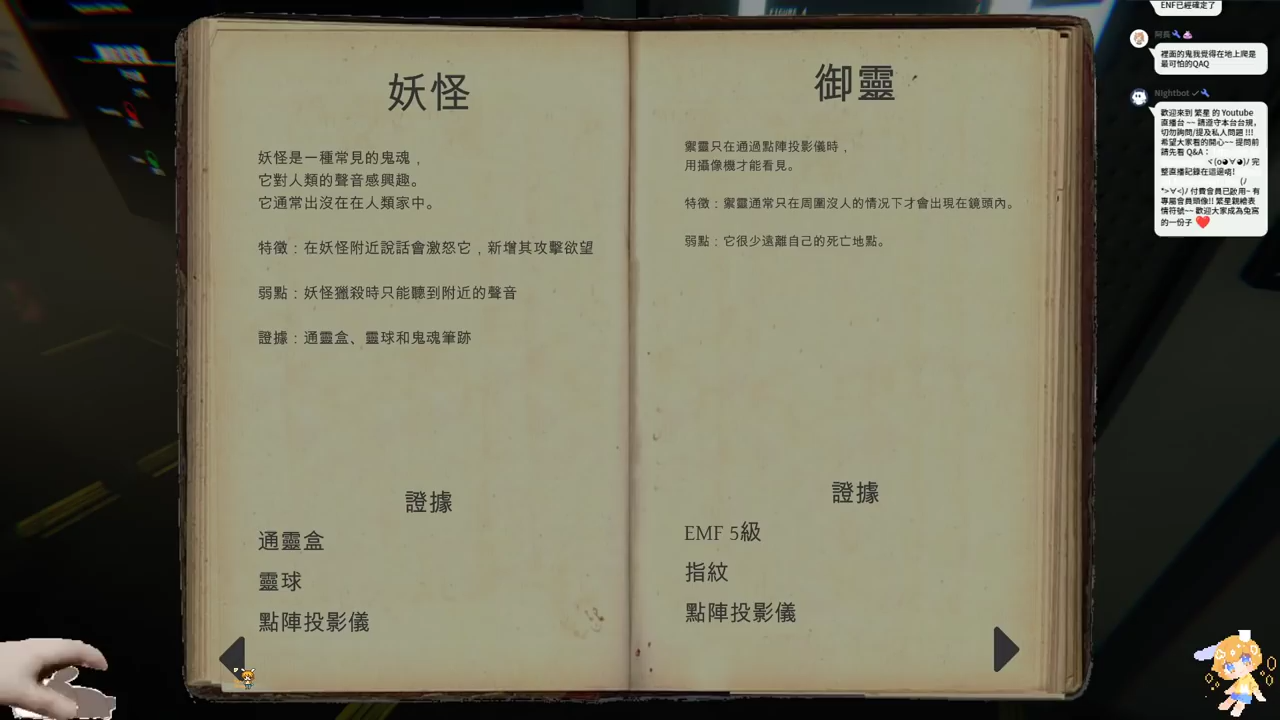 妖怪
妖怪是一種常見的鬼魂，
它對人類的聲音感興趣。
它通常出沒在在人類家中。
特徵：在妖怪附近說話會激怒它，新增其攻擊欲望
弱點：妖怪獵殺時只能聽到附近的聲音
證據：通靈盒、靈球和鬼魂筆跡
證據
通靈盒
靈球
點陣投影儀
御靈
禦靈只在通過點陣投影儀時，
用攝像機才能看見。
特徵：禦靈通常只在周圍沒人的情況下才會出現在鏡頭內。
弱點：它很少遠離自己的死亡地點。
證據
EMF 5級
指紋
點陣投影儀
ENF已經確定了
裡面的鬼我覺得在地上爬是
最可怕的QAQ
Nightbot
歡迎來到 繁星 的 Youtube
直播台 ~~ 請遵守本台台規，
切勿詢問/提及私人問題 !!!
希望大家看的開心~~ 提問前
請先看 Q&A：
ヾ(o◕∀◕)ﾉ 完
整直播記錄在這邊唷!
(ﾉ
*>∀<)ﾉ 付費會員已啟用~ 有
專屬會員頭像!! 繁星親繪表
情符號~~ 歡迎大家成為兔窩
的一份子 ❤